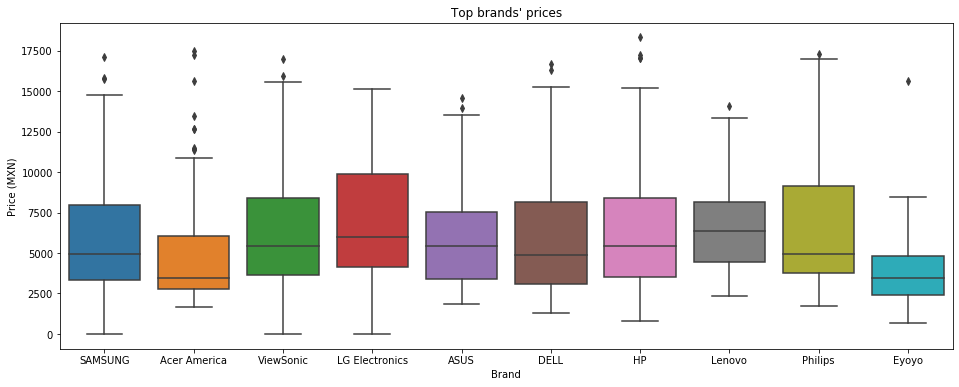 Top brands' prices
Price (MXN)
17500
15000
12500
10000
7500
5000
2500
0
SAMSUNG Acer America ViewSonic LG Electronics ASUS DELL HP Lenovo Philips Eyoyo
Brand